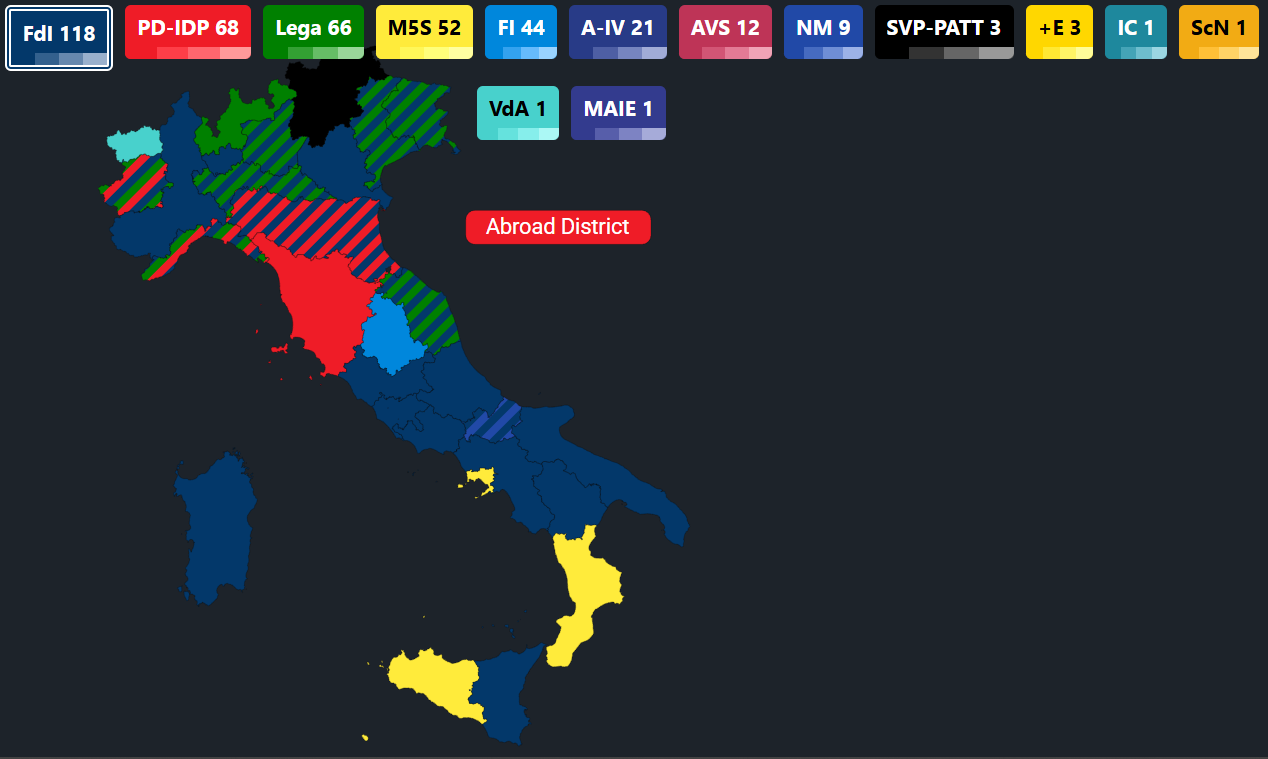 FdI 118
PD-IDP 68
Lega 66
M5S 52
FI 44
A-IV 21
AVS 12
NM 9
SVP-PATT 3
+E 3
IC 1
ScN 1
VdA 1
MAIE 1
Abroad District